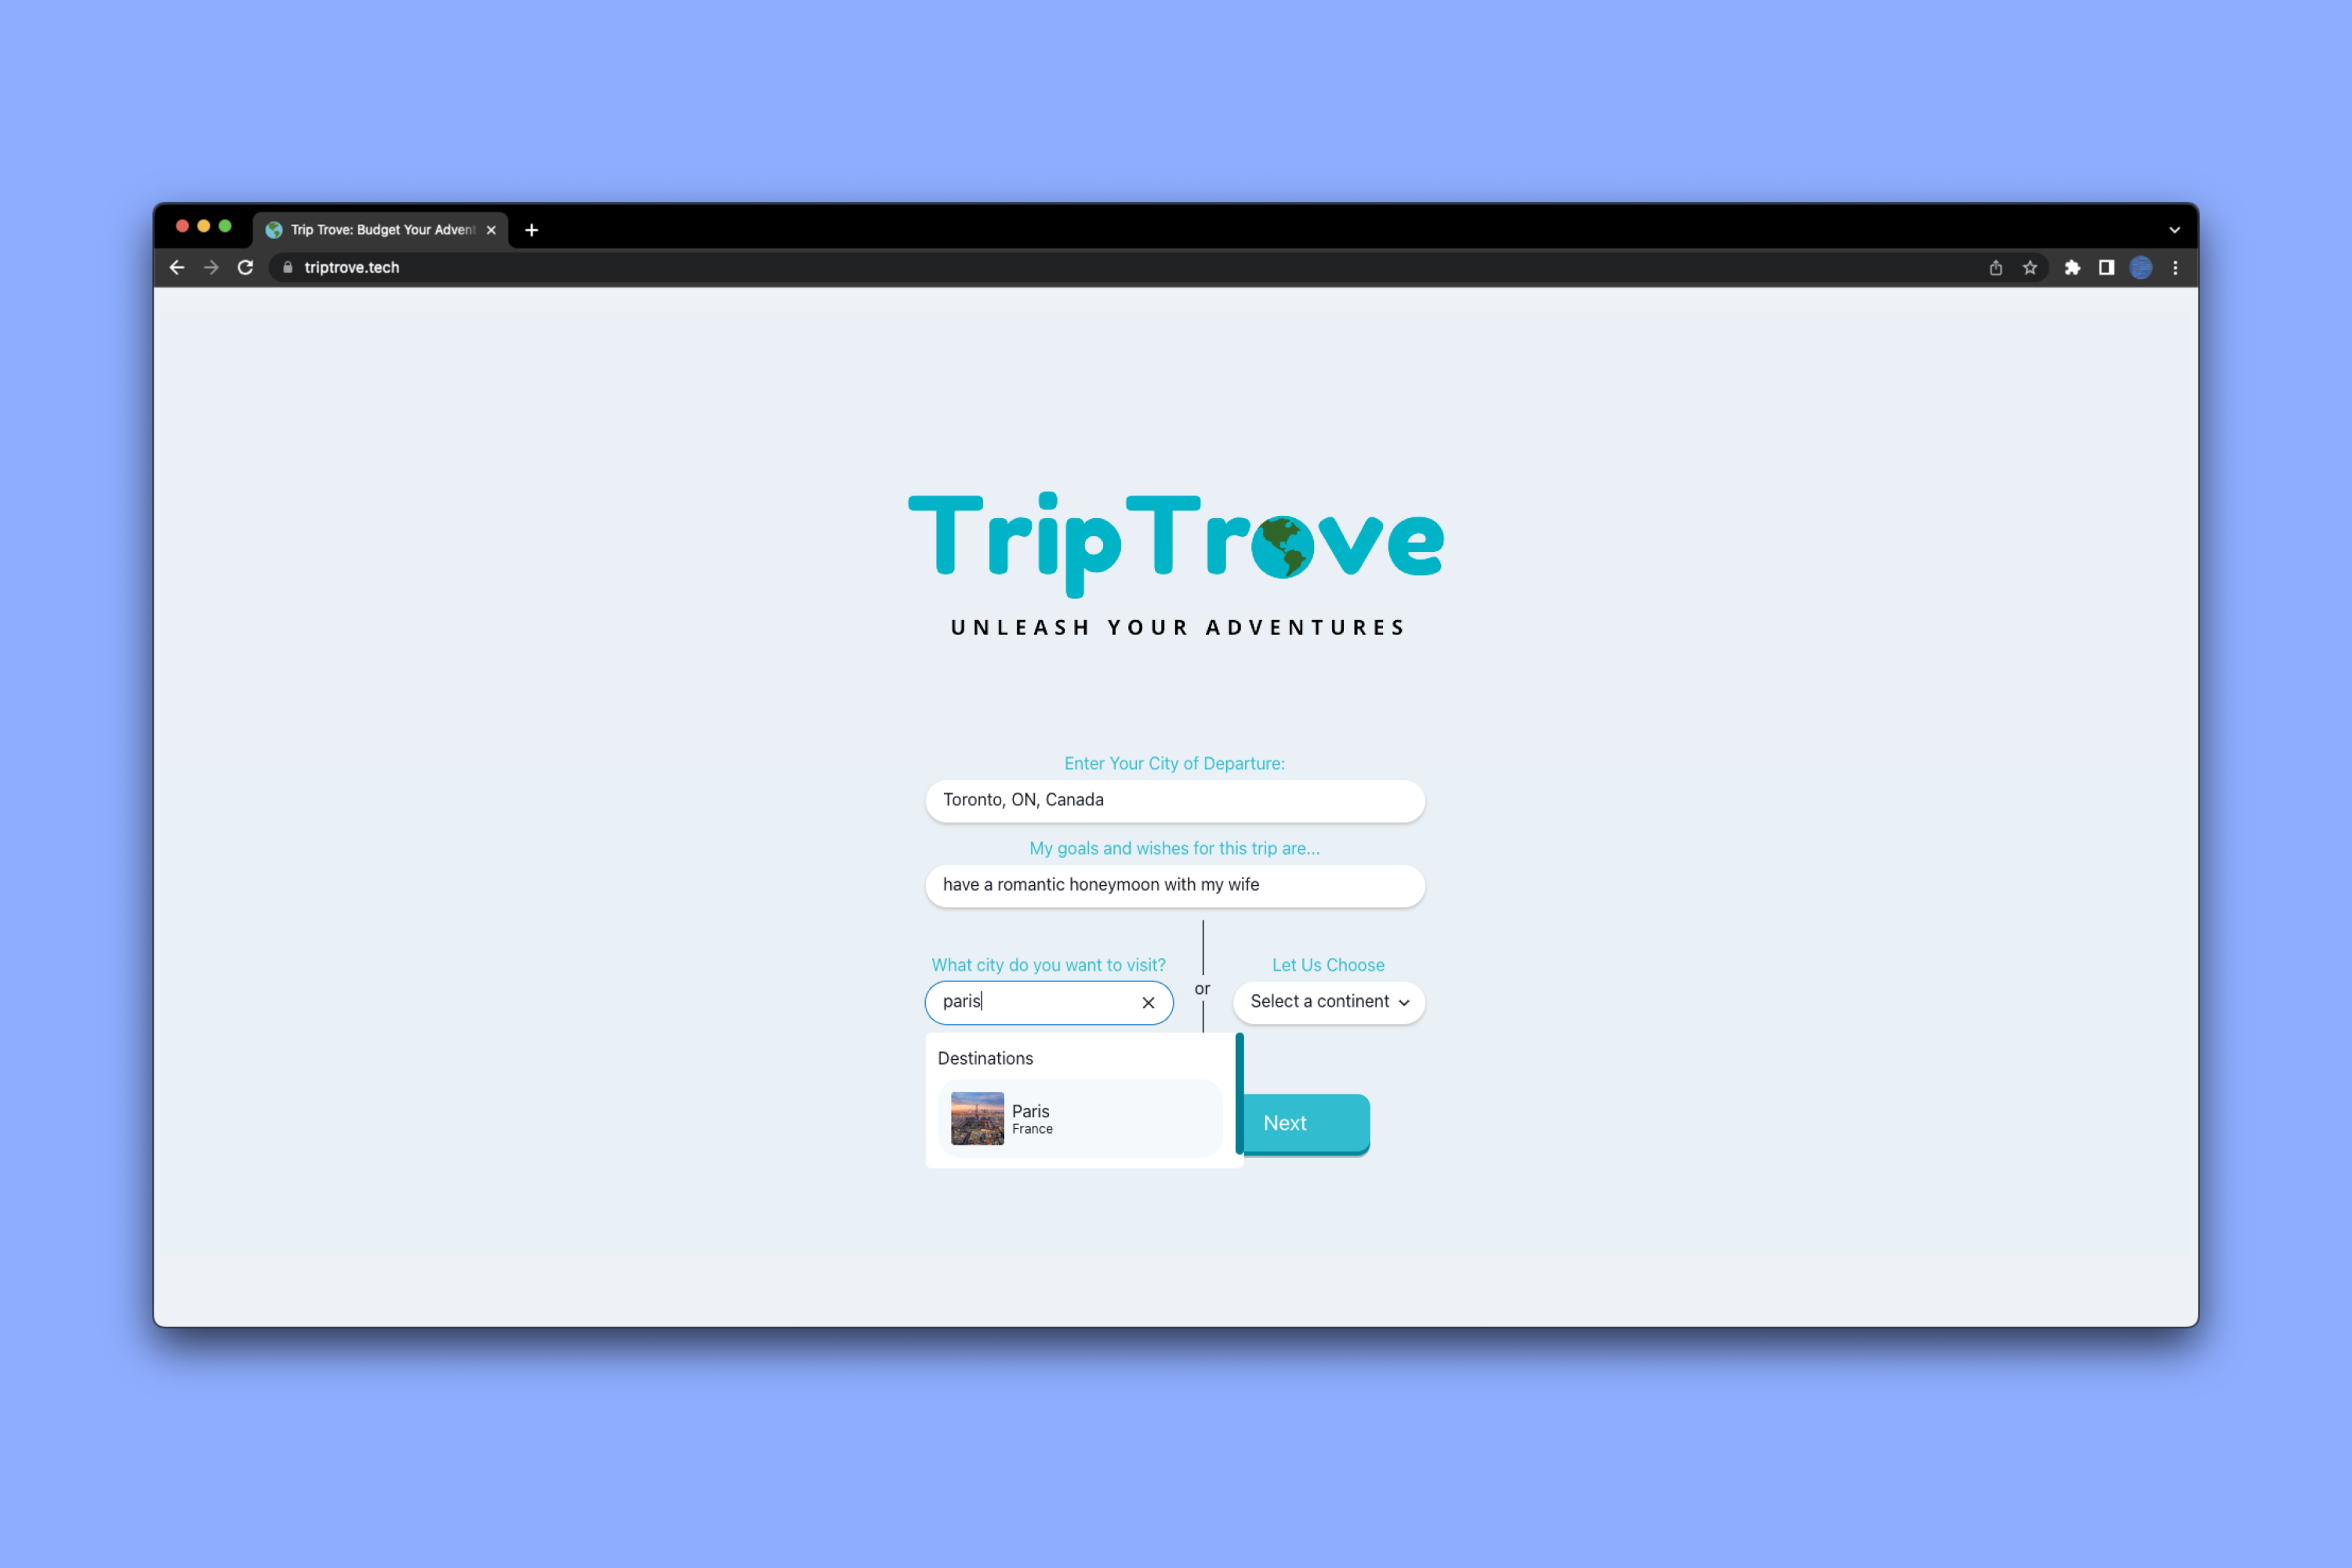 Trip Trove: Budget Your Advent
triptrove.tech
TripTrove
UNLEASH YOUR ADVENTURES
Enter Your City of Departure:
Toronto, ON, Canada
My goals and wishes for this trip are...
have a romantic honeymoon with my wife
What city do you want to visit?
Let Us Choose
paris
or
Select a continent
Destinations
Paris
France
Next